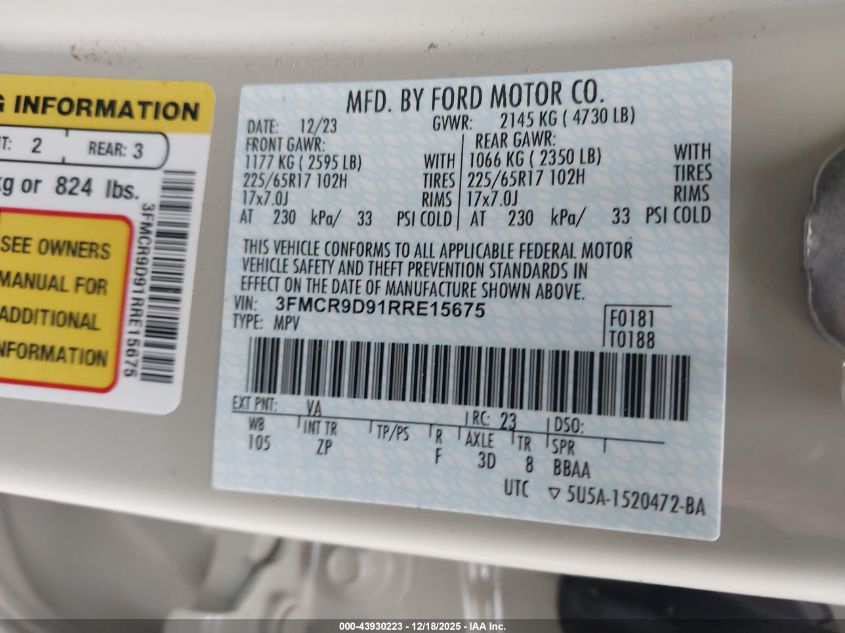 G INFORMATION
T: 2 REAR: 3
kg or 824 lbs.
SEE OWNERS
MANUAL FOR
ADDITIONAL
INFORMATION
3FMCR9D91RRE15675
MFD. BY FORD MOTOR CO.
DATE: 12/23 GVWR: 2145 KG ( 4730 LB)
FRONT GAWR: REAR GAWR:
1177 KG ( 2595 LB) WITH 1066 KG ( 2350 LB) WITH
225/65R17 102H TIRES 225/65R17 102H TIRES
17x7.0J RIMS 17x7.0J RIMS
AT 230 kPa/ 33 PSI COLD AT 230 kPa/ 33 PSI COLD
THIS VEHICLE CONFORMS TO ALL APPLICABLE FEDERAL MOTOR
VEHICLE SAFETY AND THEFT PREVENTION STANDARDS IN
EFFECT ON THE DATE OF MANUFACTURE SHOWN ABOVE.
VIN: 3FMCR9D91RRE15675
TYPE: MPV
F0181
T0188
EXT PNT: VA RC: 23 DSO:
WB INT TR TP/PS R AXLE TR SPR
105 ZP F 3D 8 BBAA
UTC ▽ 5U5A-1520472-BA
000-43930223 - 12/18/2025 - IAA Inc.